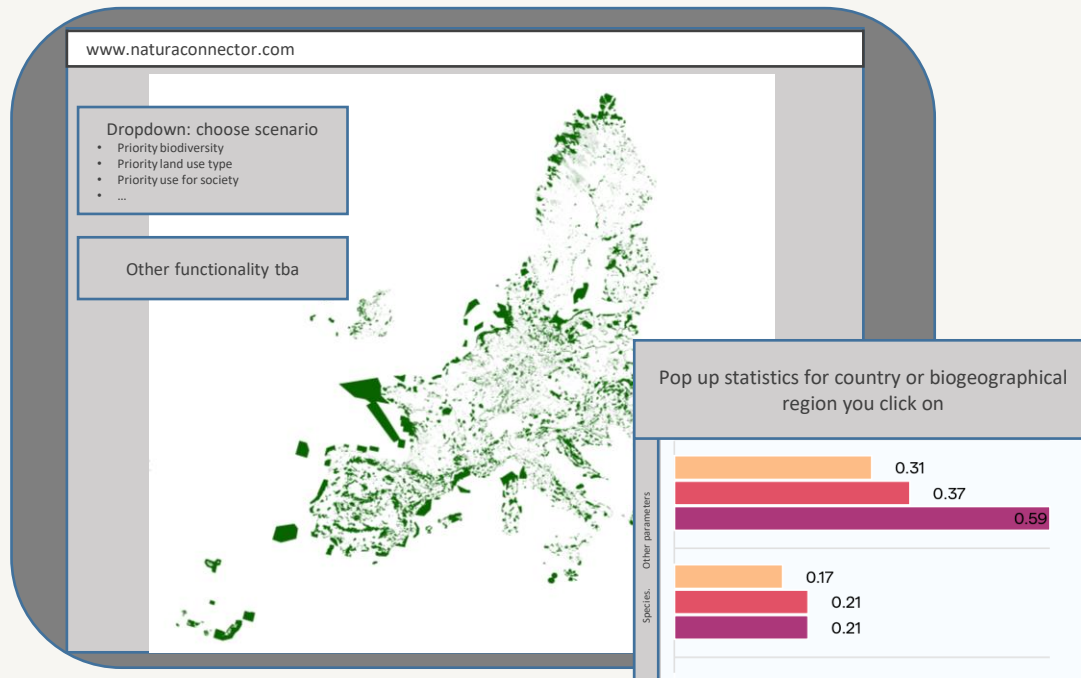 www.naturaconnector.com
Dropdown: choose scenario
• Priority biodiversity
• Priority land use type
• Priority use for society
• ...
Other functionality tba
Pop up statistics for country or biogeographical
region you click on
Other parameters
0.31
0.37
0.59
Species.
0.17
0.21
0.21